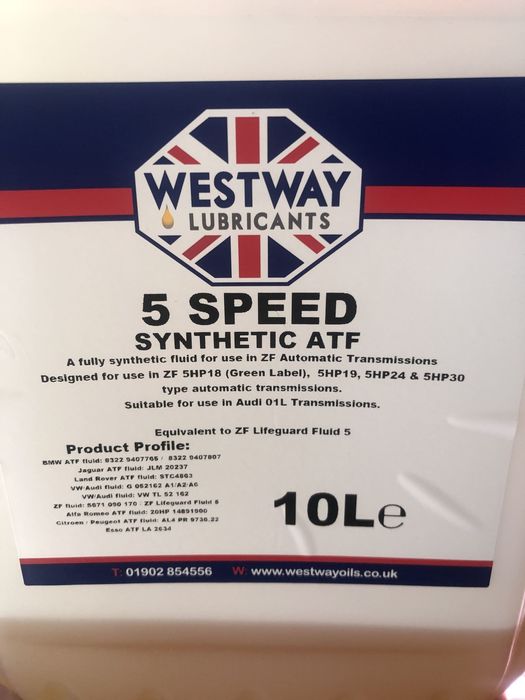 WESTWAY
LUBRICANTS
5 SPEED
SYNTHETIC ATF
A fully synthetic fluid for use in ZF Automatic Transmissions
Designed for use in ZF 5HP18 (Green Label), 5HP19, 5HP24 & 5HP30
type automatic transmissions.
Suitable for use in Audi 01L Transmissions.
Equivalent to ZF Lifeguard Fluid 5
Product Profile:
BMW ATF fluid: 8322 9407765 / 8322 9407807
Jaguar ATF fluid: JLM 20237
Land Rover ATF fluid: STC4863
VW/Audi fluid: G 052162 A1/A2/A6
VW/Audi fluid: VW TL 52 162
ZF fluid: 5671 090 170 - ZF Lifeguard Fluid 5
Alfa Romeo ATF fluid: 20HP 14891990
Citroen / Peugeot ATF fluid: AL4 PR 9736.22
Esso ATF LA 2634
10Le
T: 01902 854556 W: www.westwayoils.co.uk